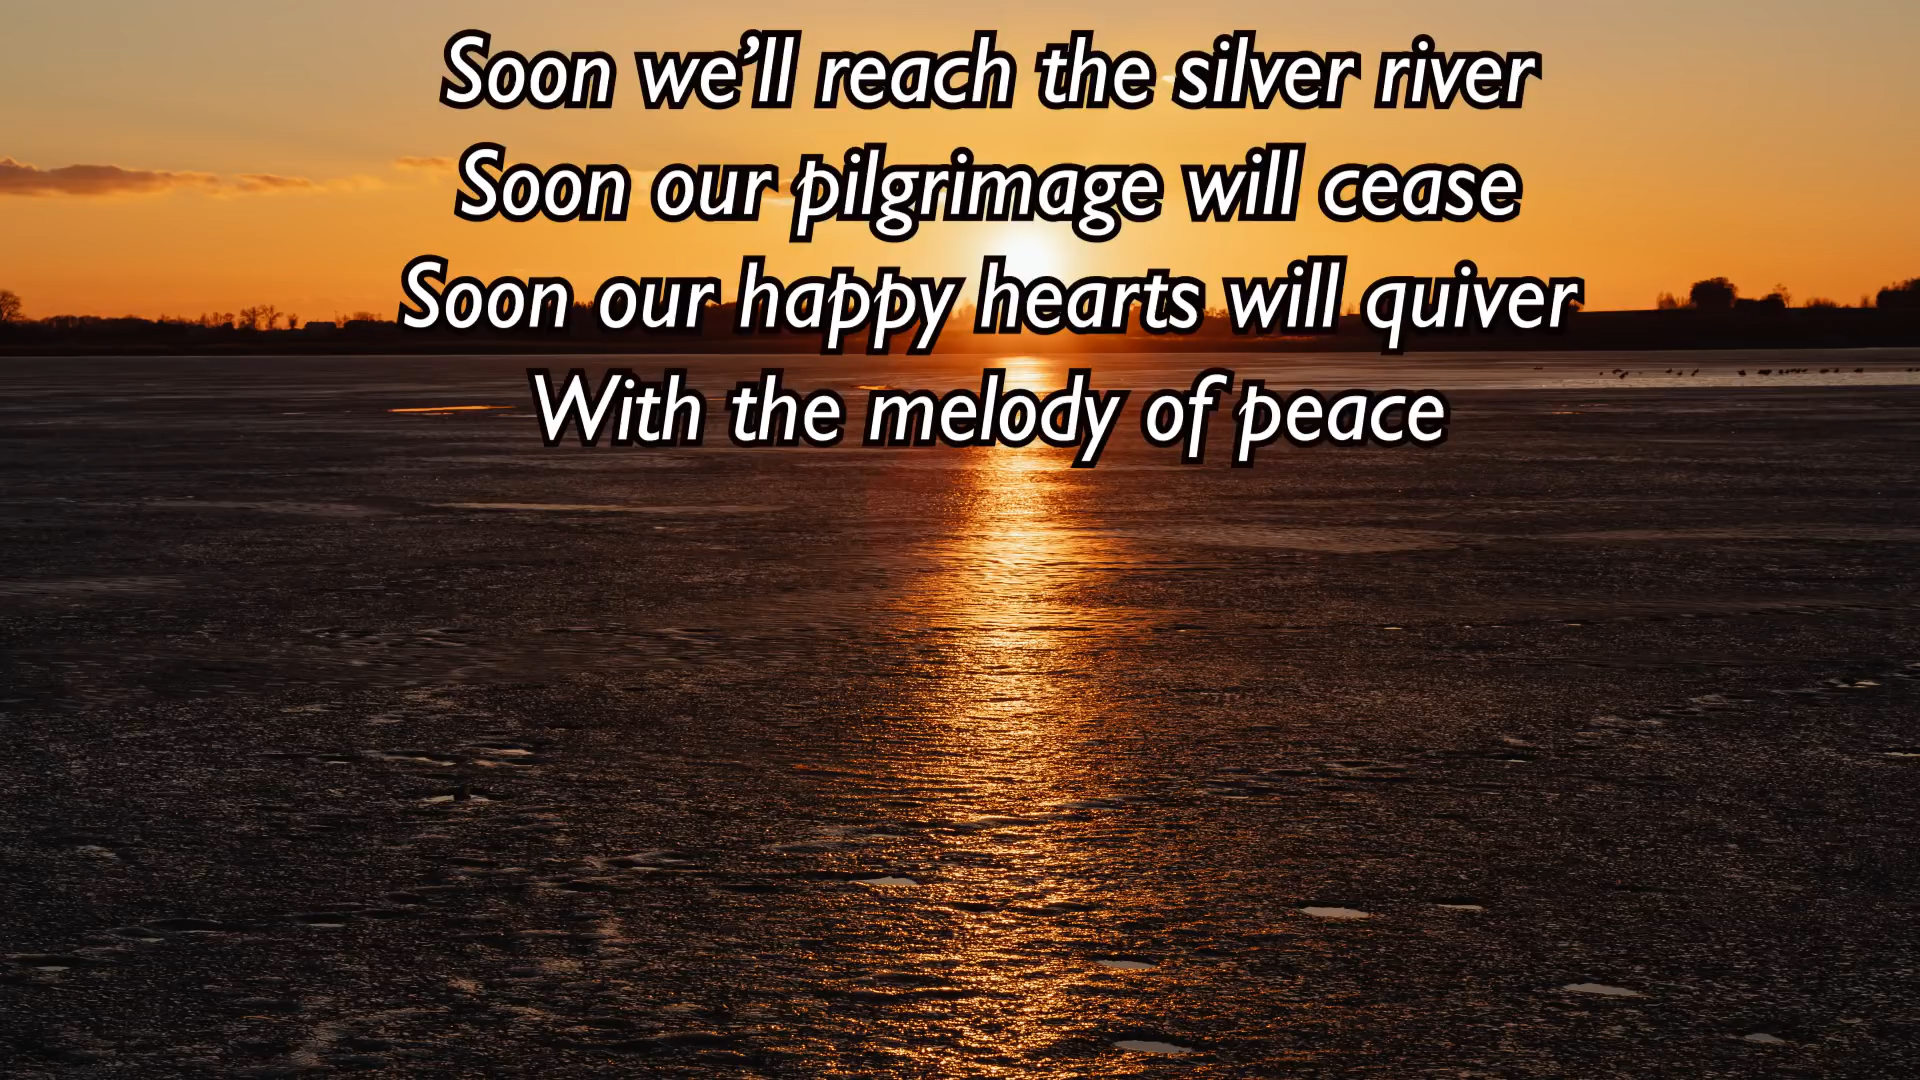 Soon we’ll reach the silver river
Soon our pilgrimage will cease
Soon our happy hearts will quiver
With the melody of peace